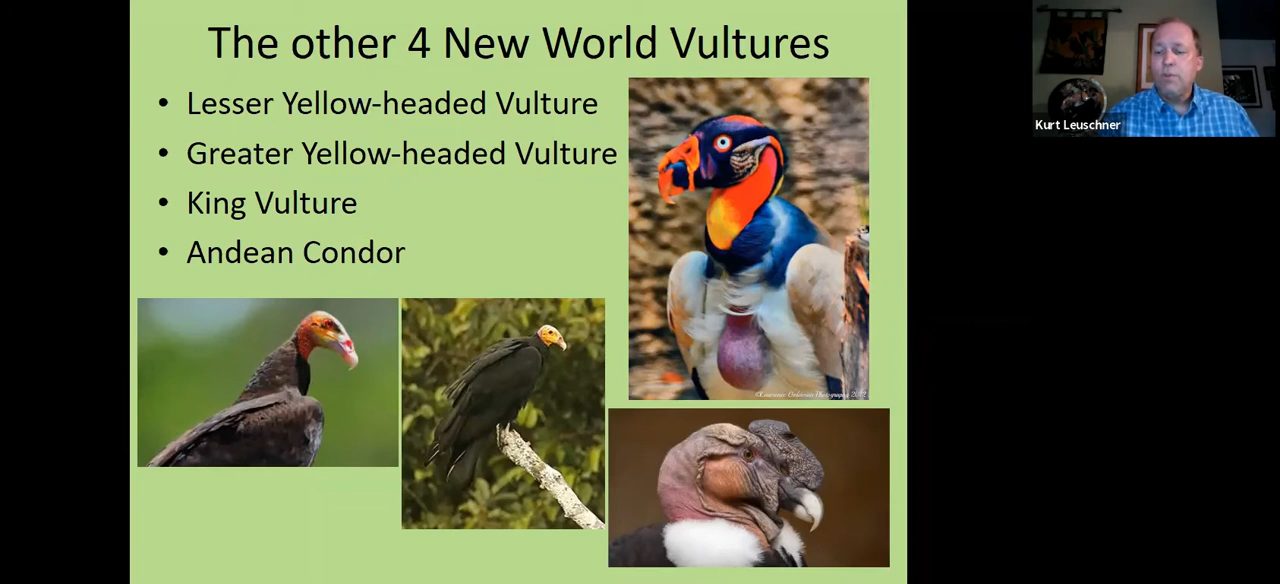 The other 4 New World Vultures
• Lesser Yellow-headed Vulture
• Greater Yellow-headed Vulture
• King Vulture
• Andean Condor
Kurt Leuschner